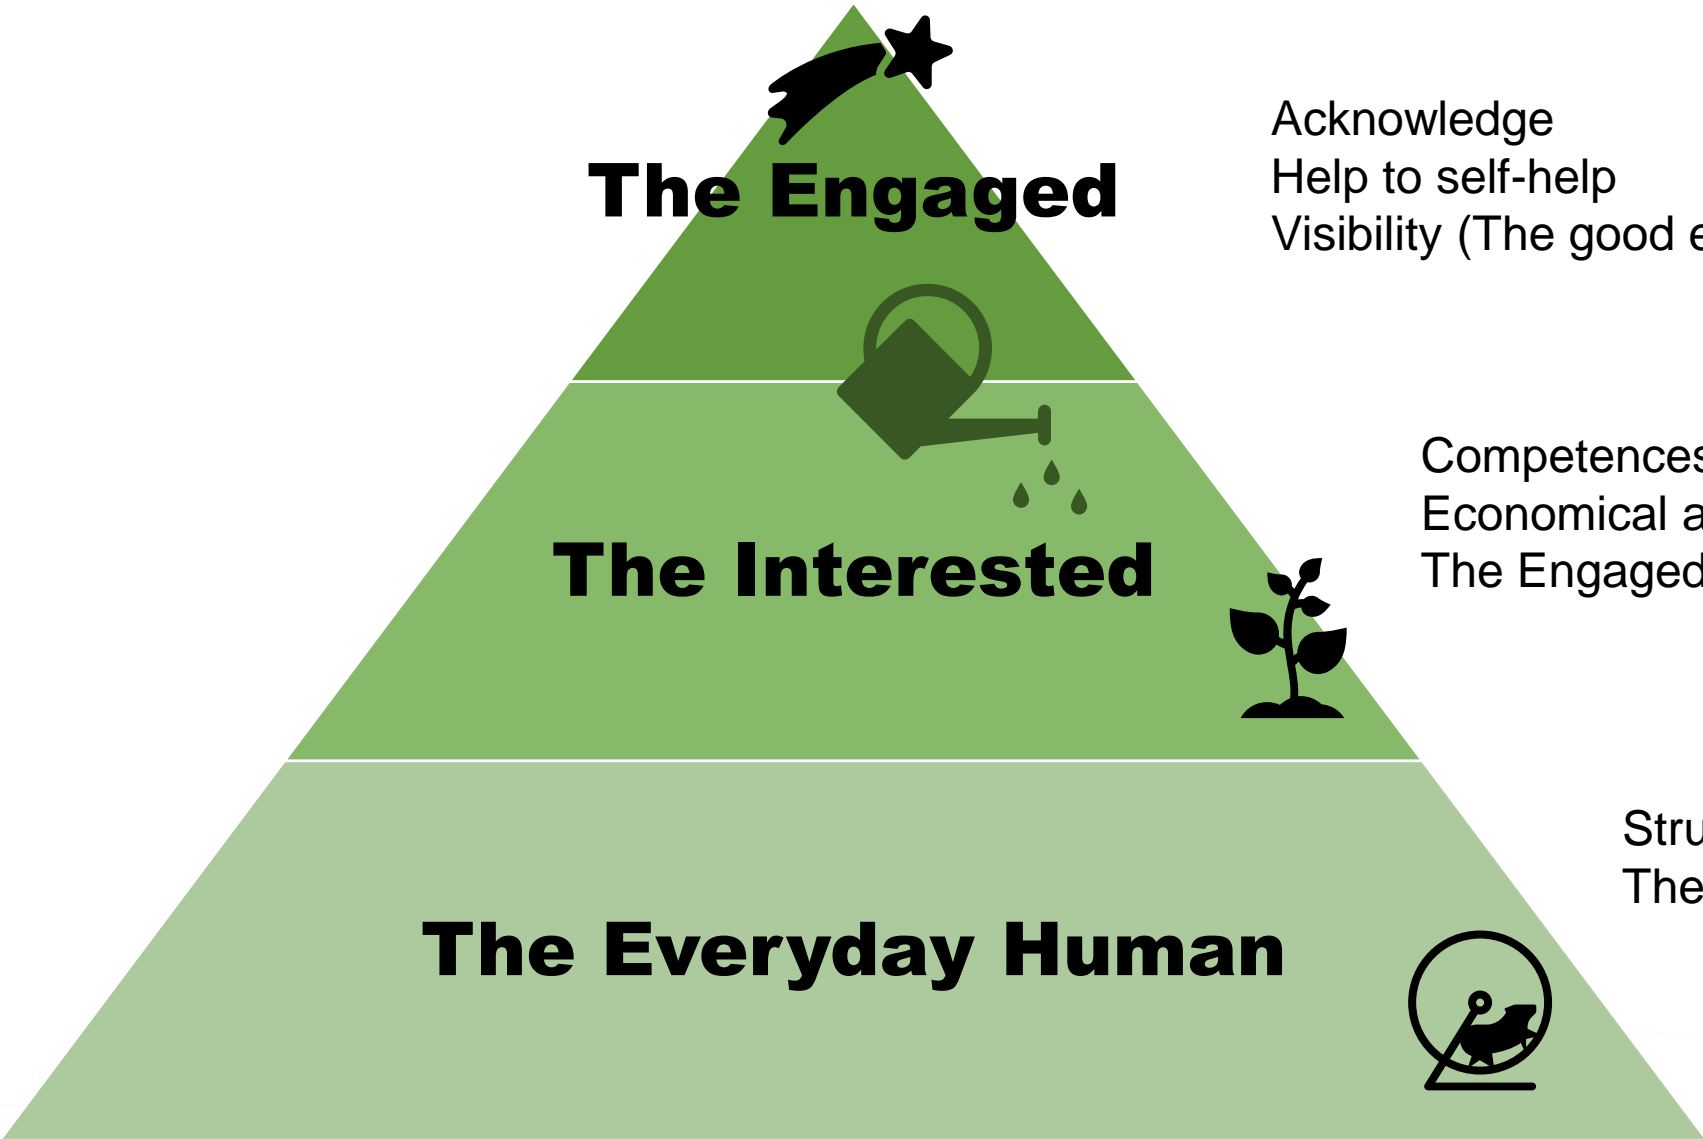 The Engaged
Acknowledge
Help to self-help
Visibility (The good
The Interested
Competences
Economical
The Engaged
The Everyday Human
The